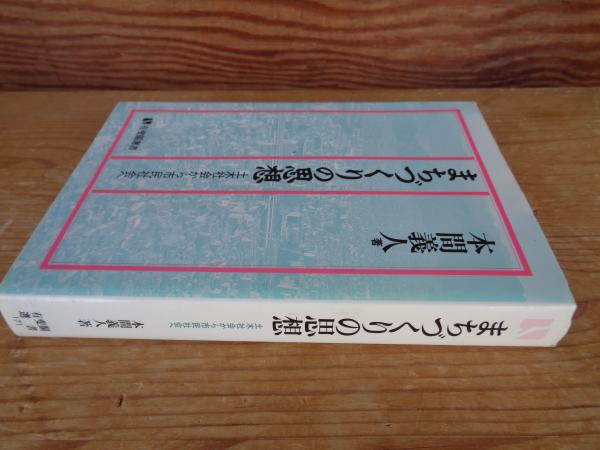 有斐閣選書
まちづくりの思想
土木社会から市民社会へ
本間義人 著
まちづくりの思想
土木社会から市民社会へ
本間義人 著
有斐閣選書